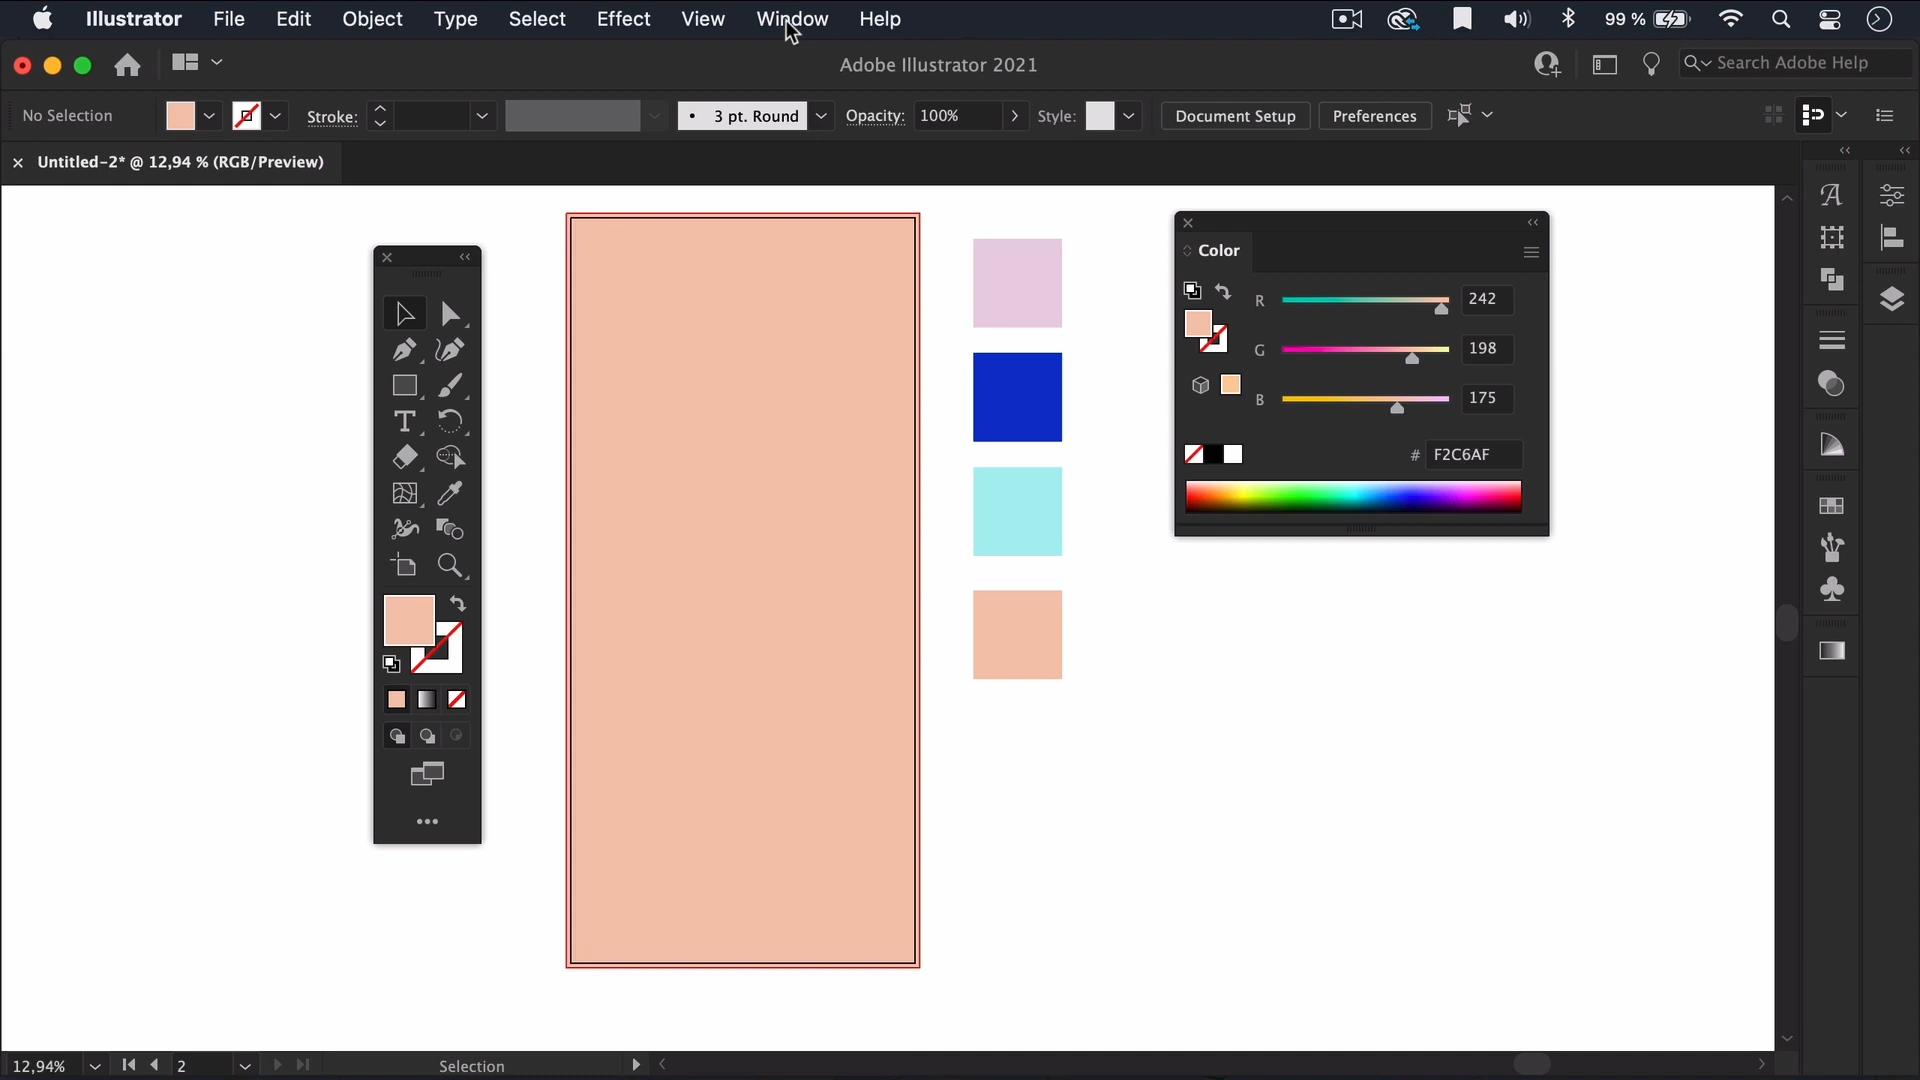 Illustrator File Edit Object Type Select Effect View Window Help 99 %
Adobe Illustrator 2021 Search Adobe Help
No Selection Stroke: 3 pt. Round Opacity: 100% Style: Document Setup Preferences
× Untitled-2* @ 12,94 % (RGB/Preview)
Color
R 242
G 198
B 175
# F2C6AF
T
12,94% 2 Selection